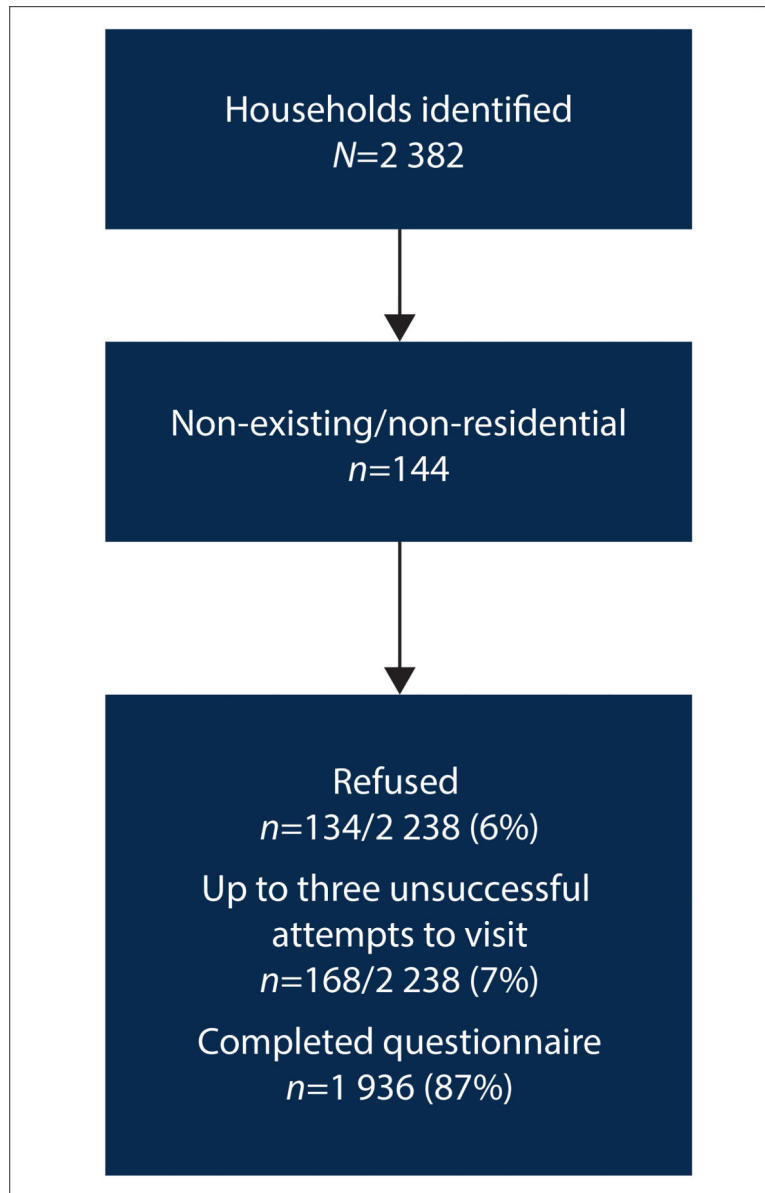 Households identified
N=2 382
Non-existing/non-residential
n=144
Refused
n=134/2 238 (6%)
Up to three unsuccessful
attempts to visit
n=168/2 238 (7%)
Completed questionnaire
n=1 936 (87%)